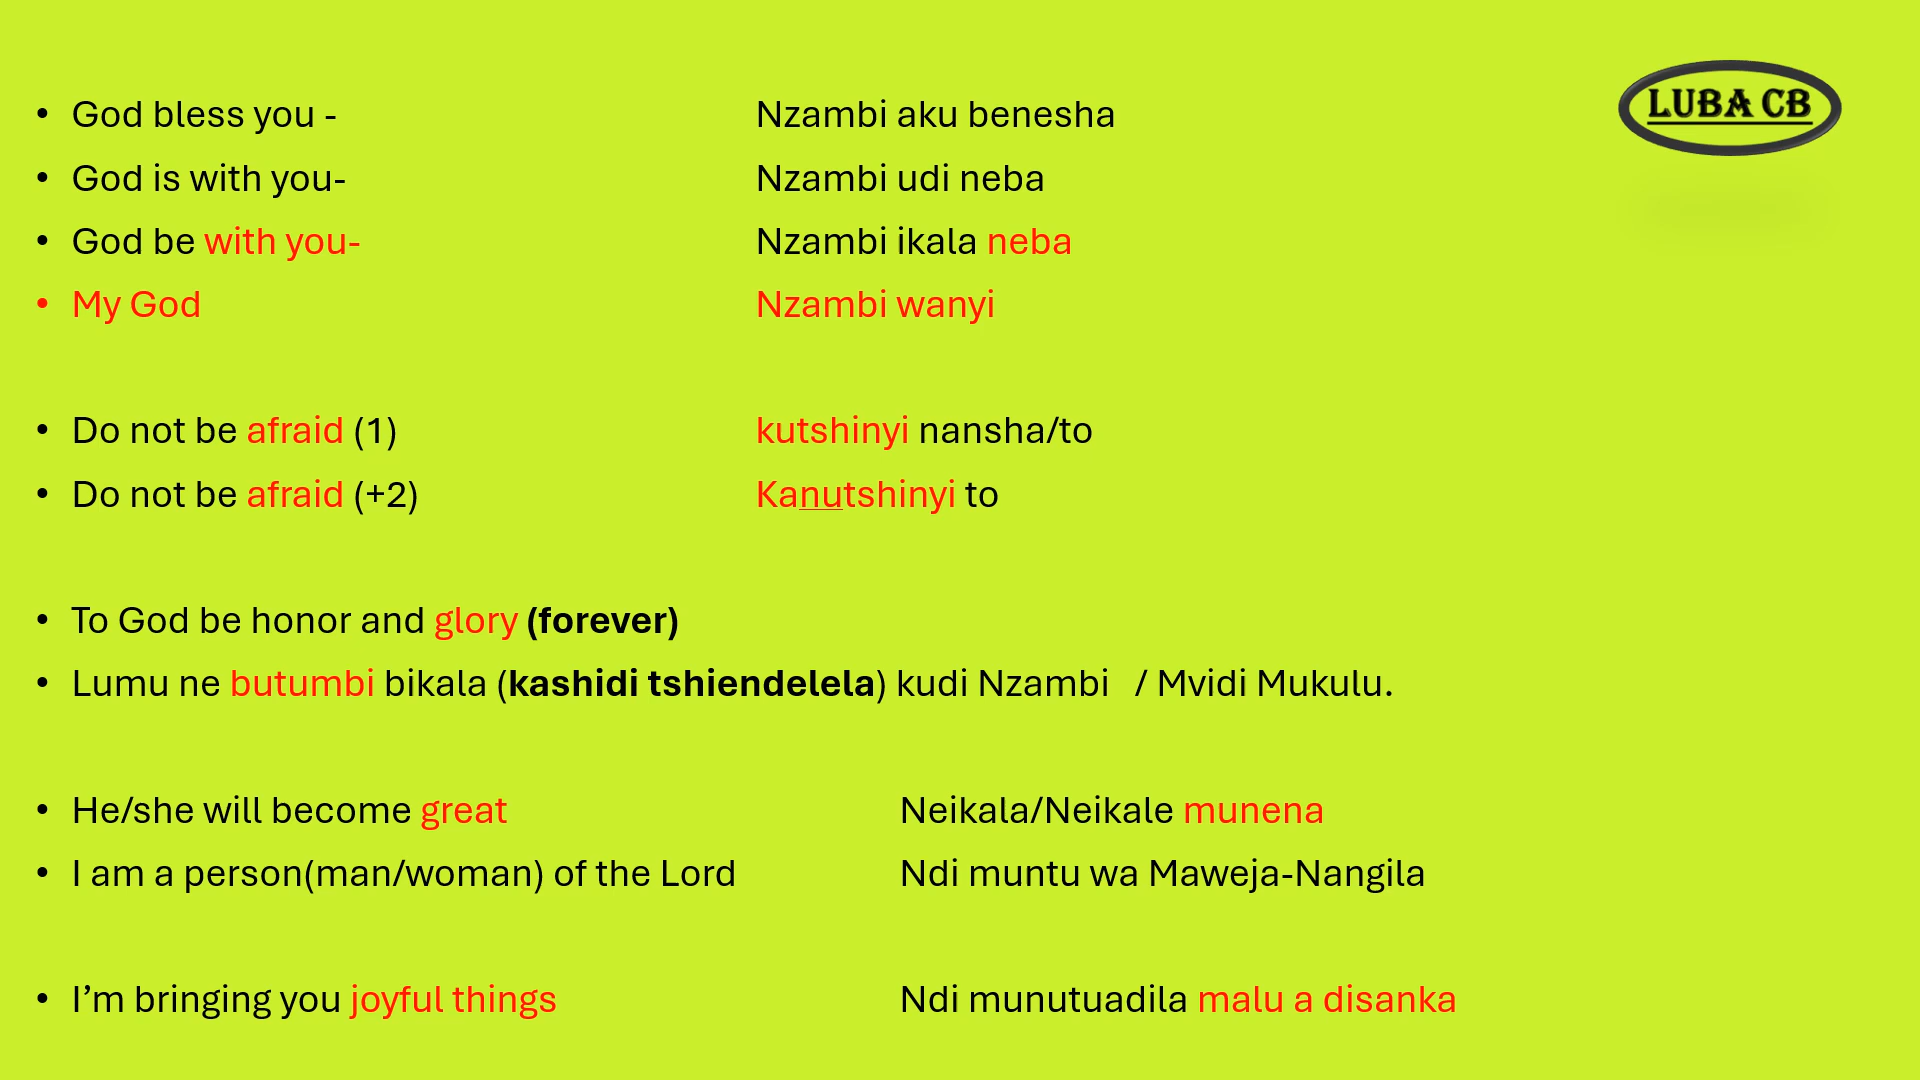 LUBA CB
• God bless you - Nzambi aku benesha
• God is with you- Nzambi udi neba
• God be with you- Nzambi ikala neba
• My God Nzambi wanyi
• Do not be afraid (1) kutshinyi nansha/to
• Do not be afraid (+2) Kanutshinyi to
• To God be honor and glory (forever)
• Lumu ne butumbi bikala (kashidi tshiendelela) kudi Nzambi / Mvidi Mukulu.
• He/she will become great Neikala/Neikale munena
• I am a person(man/woman) of the Lord Ndi muntu wa Maweja-Nangila
• I’m bringing you joyful things Ndi munutuadila malu a disanka